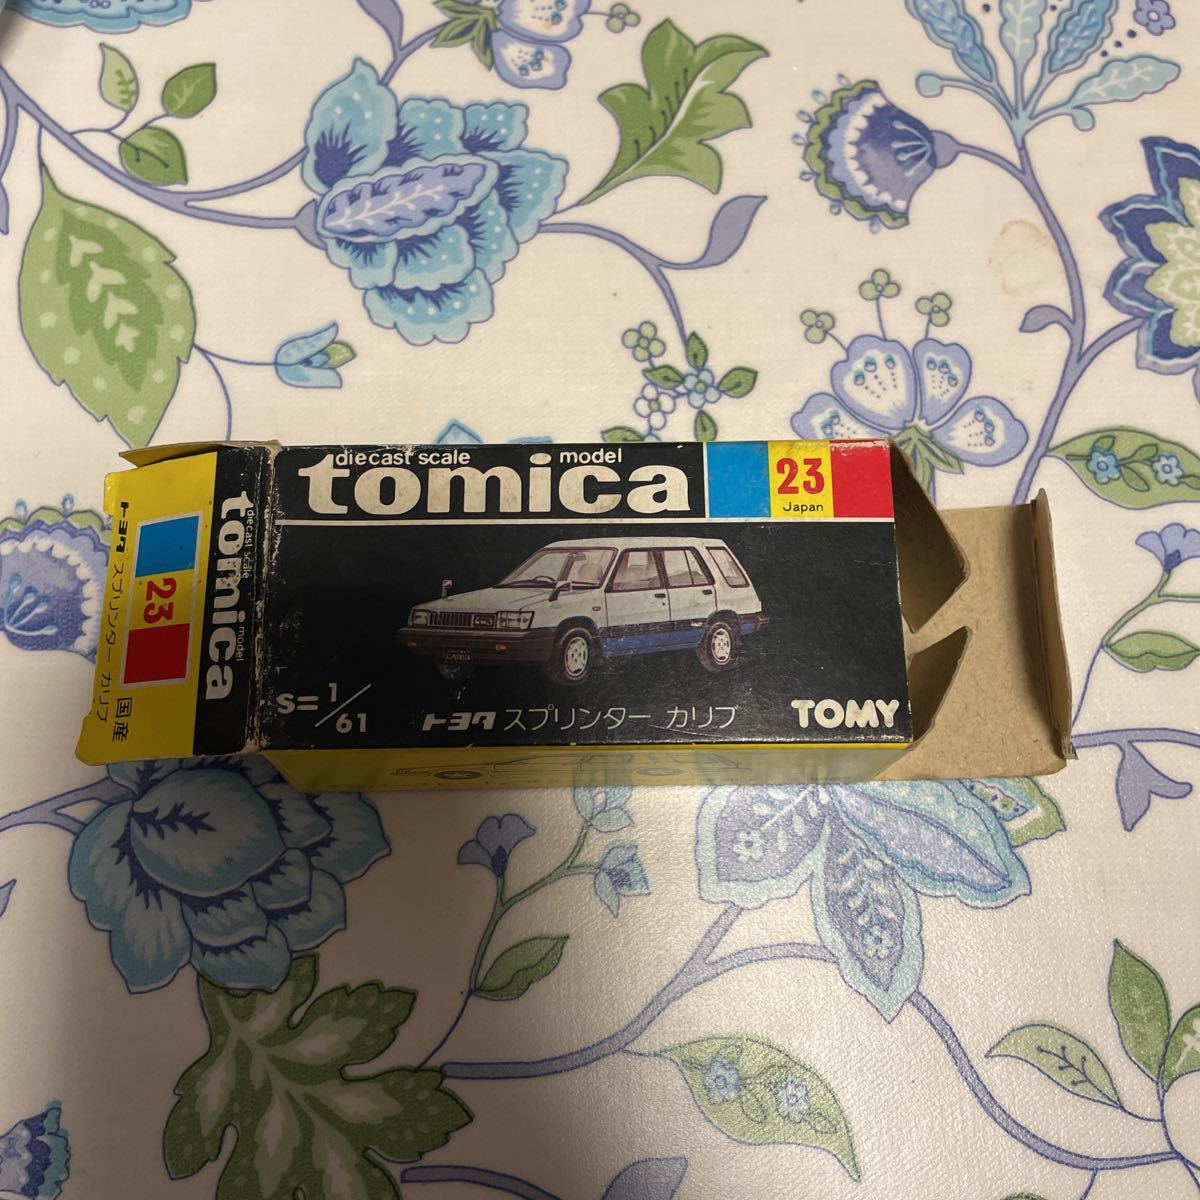 diecast scale model
tomica
23
Japan
S=1/61
トヨタ スプリンター カリブ
TOMY
diecast scale model
tomica
23
トヨタ スプリンター カリブ
国産